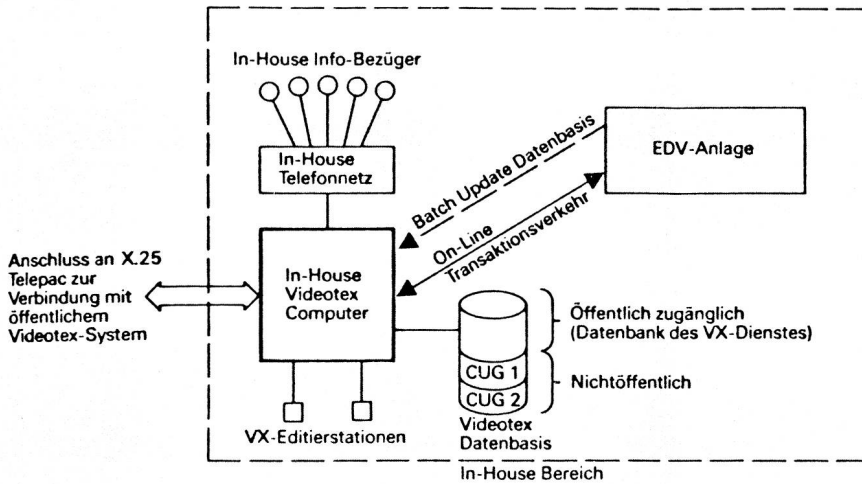 In-House Info-Bezüger
In-House
Telefonnetz
EDV-Anlage
Batch Update Datenbasis
On-Line
Transaktionsverkehr
Anschluss an X.25
Telepac zur
Verbindung mit
öffentlichem
Videotex-System
In-House
Videotex
Computer
Öffentlich zugänglich
(Datenbank des VX-Dienstes)
CUG 1
CUG 2
Nichtöffentlich
VX-Editierstationen
Videotex
Datenbasis
In-House Bereich